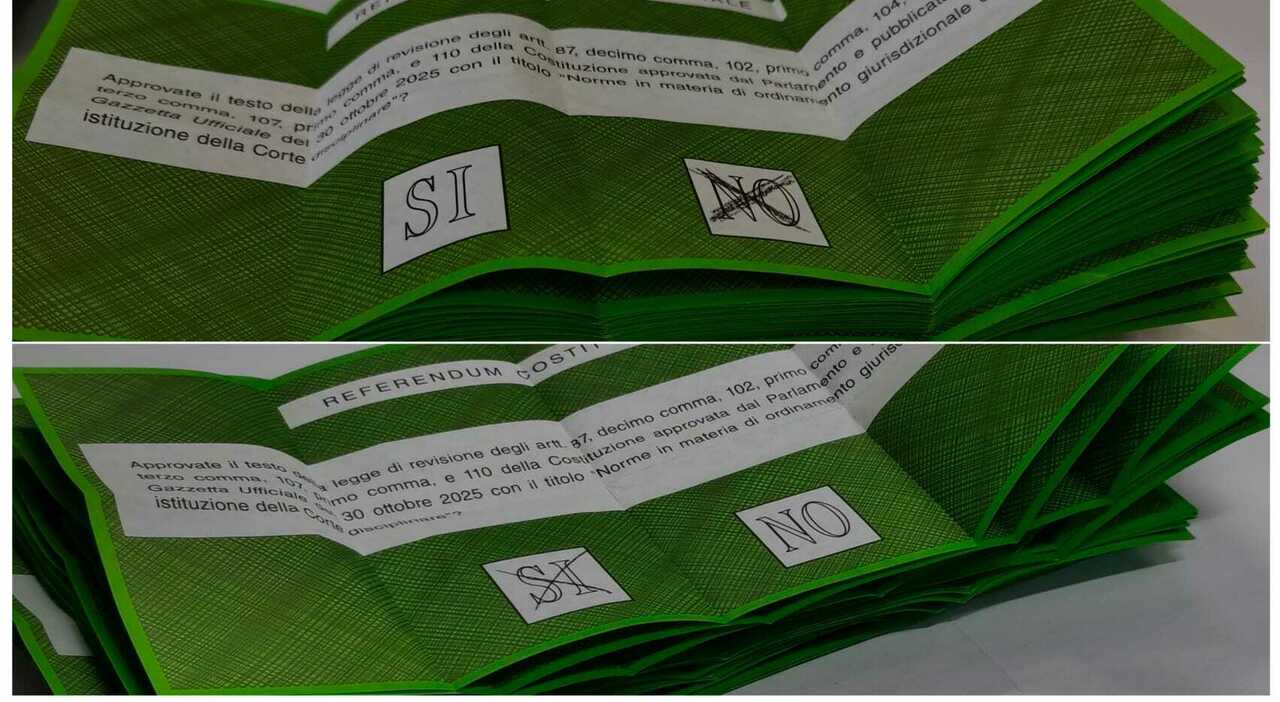 Approvate il testo della legge di revisione degli artt. 87, decimo comma, 102, primo comma, 104,
terzo comma, 107, primo comma, e 110 della Costituzione approvata dal Parlamento e pubblicata
Gazzetta Ufficiale del 30 ottobre 2025 con il titolo "Norme in materia di ordinamento giurisdizionale
istituzione della Corte disciplinare"?
SI NO
REFERENDUM COSTIT
Approvate il testo della legge di revisione degli artt. 87, decimo comma, 102, primo comm
terzo comma, 107, primo comma, e 110 della Costituzione approvata dal Parlamento e
Gazzetta Ufficiale del 30 ottobre 2025 con il titolo "Norme in materia di ordinamento giurisd
istituzione della Corte disciplinare"?
SI NO